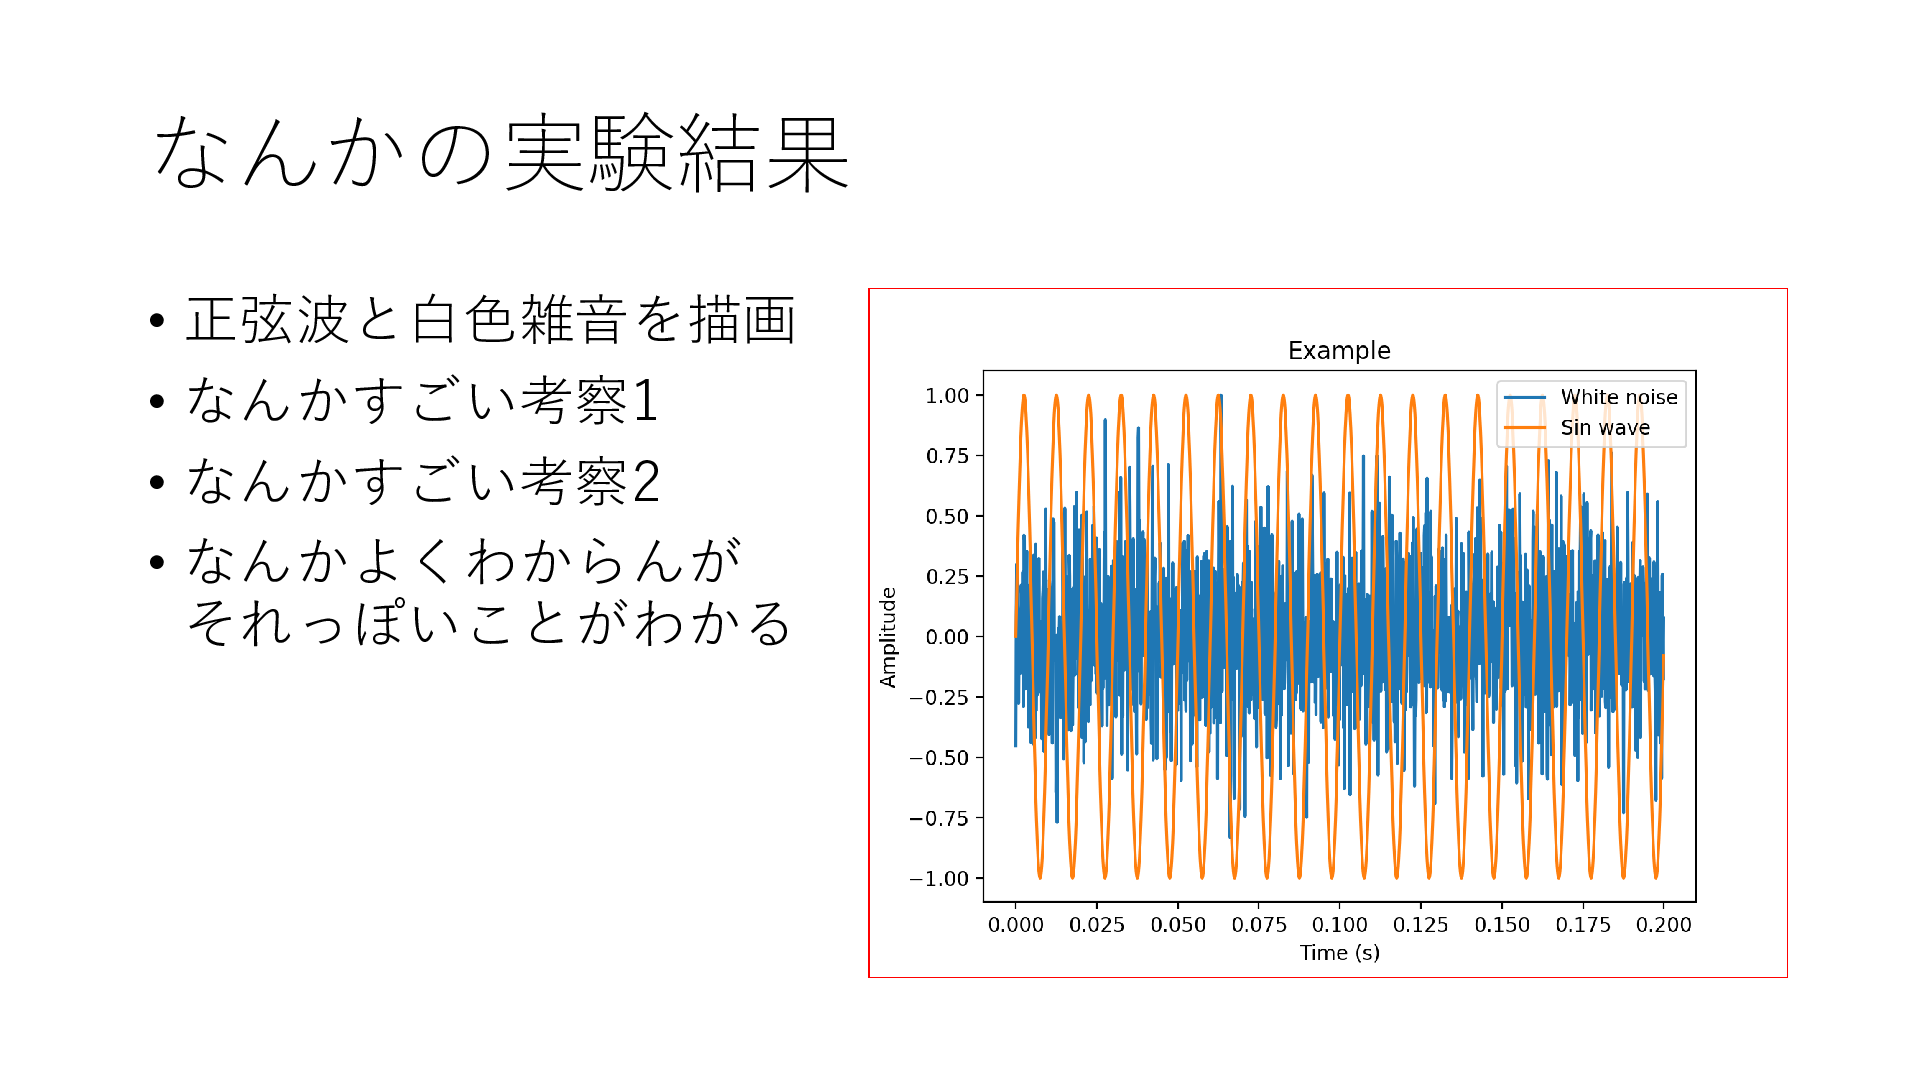 なんかの実験結果
• 正弦波と白色雑音を描画
• なんかすごい考察1
• なんかすごい考察2
• なんかよくわからんが
それっぽいことがわかる
Example
White noise
Sin wave
Amplitude
1.00
0.75
0.50
0.25
0.00
−0.25
−0.50
−0.75
−1.00
0.000 0.025 0.050 0.075 0.100 0.125 0.150 0.175 0.200
Time (s)